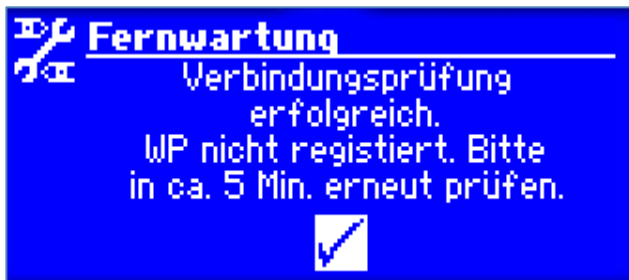 Fernwartung
Verbindungsprüfung
erfolgreich.
WP nicht registiert. Bitte
in ca. 5 Min. erneut prüfen.